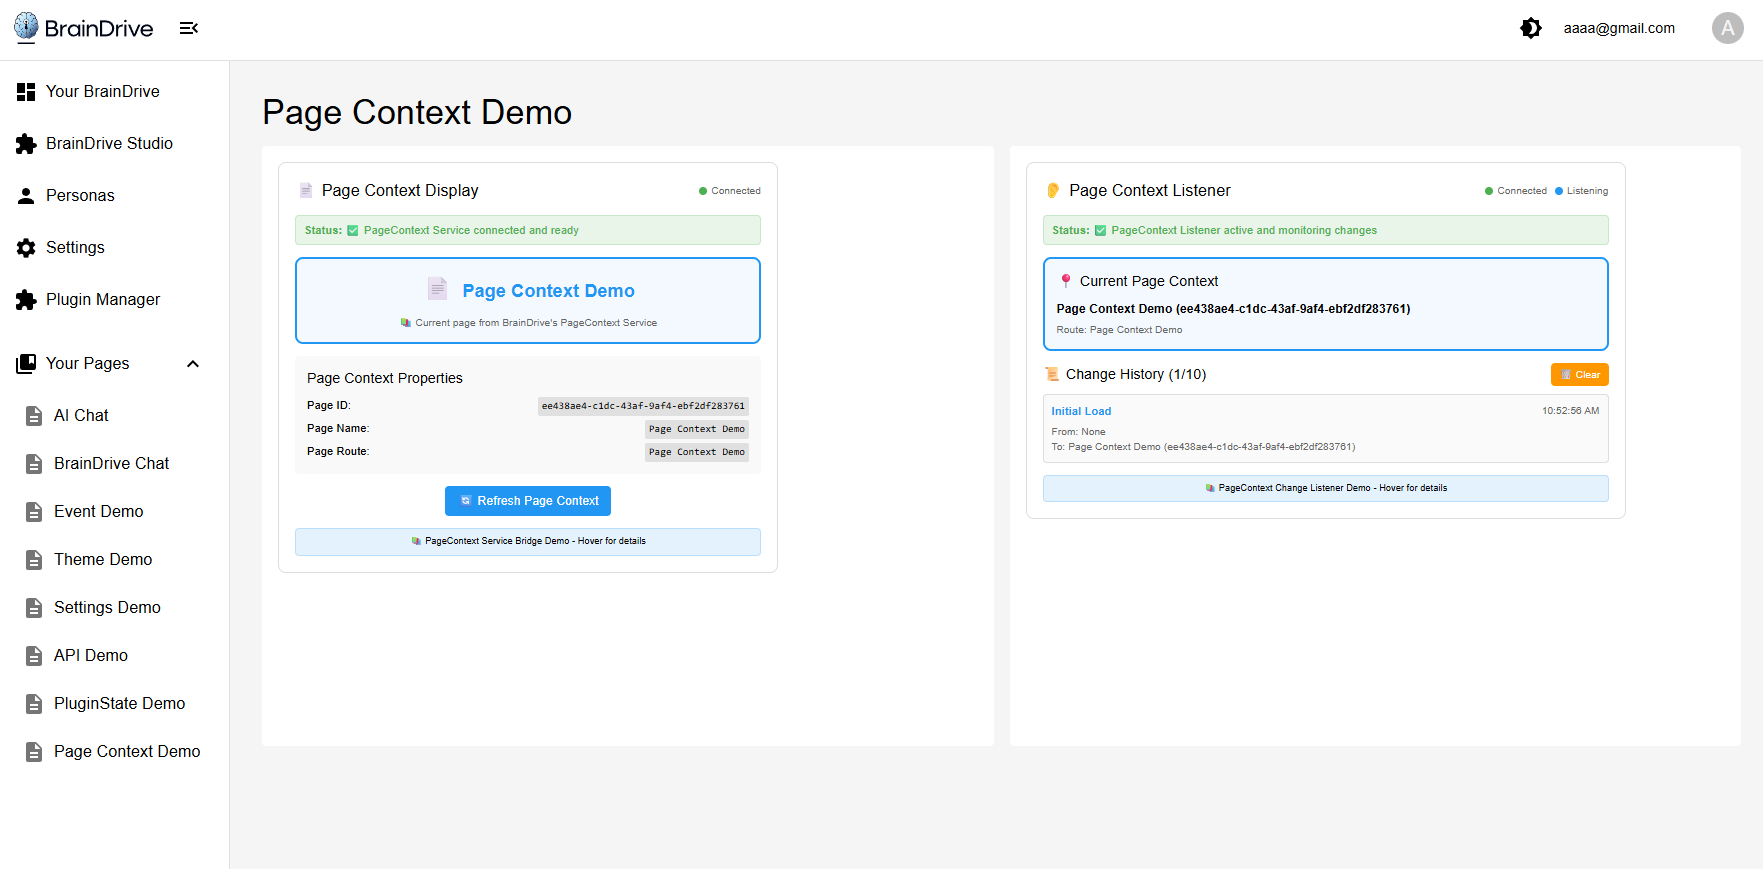 BrainDrive
aaaa@gmail.com
A
Your BrainDrive
BrainDrive Studio
Personas
Settings
Plugin Manager
Your Pages
AI Chat
BrainDrive Chat
Event Demo
Theme Demo
Settings Demo
API Demo
PluginState Demo
Page Context Demo
Page Context Demo
Page Context Display
Connected
Status: ✅ PageContext Service connected and ready
Page Context Demo
Current page from BrainDrive's PageContext Service
Page Context Properties
Page ID: ee438ae4-c1dc-43af-9af4-ebf2df283761
Page Name: Page Context Demo
Page Route: Page Context Demo
Refresh Page Context
PageContext Service Bridge Demo - Hover for details
Page Context Listener
Connected Listening
Status: ✅ PageContext Listener active and monitoring changes
Current Page Context
Page Context Demo (ee438ae4-c1dc-43af-9af4-ebf2df283761)
Route: Page Context Demo
Change History (1/10)
Clear
Initial Load 10:52:56 AM
From: None
To: Page Context Demo (ee438ae4-c1dc-43af-9af4-ebf2df283761)
PageContext Change Listener Demo - Hover for details